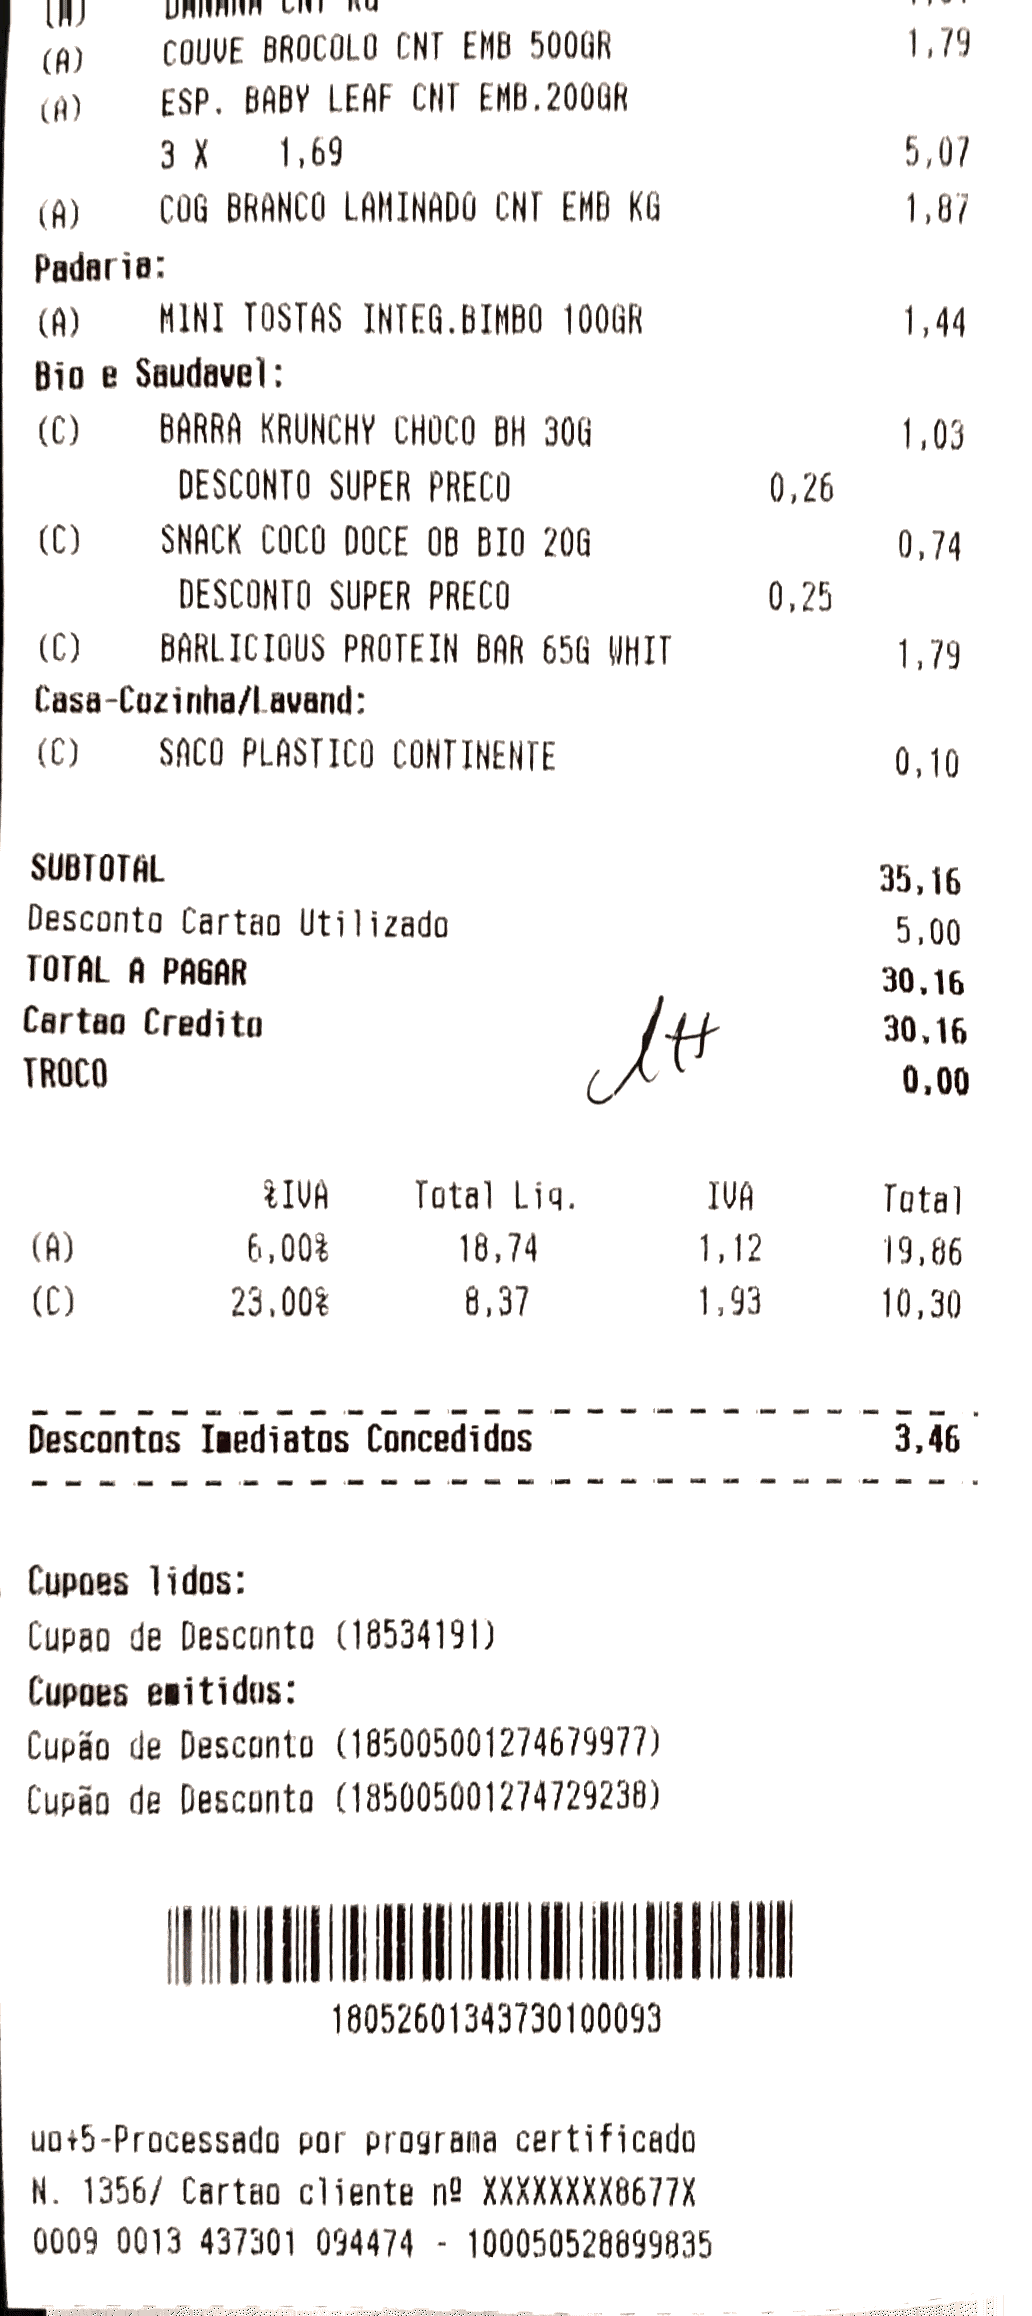 (A) BANANA CNT KG
(A) COUVE BROCOLO CNT EMB 500GR 1,79
(A) ESP. BABY LEAF CNT EMB.200GR
3 X 1,69 5,07
(A) COG BRANCO LAMINADO CNT EMB KG 1,87
Padaria:
(A) MINI TOSTAS INTEG.BIMBO 100GR 1,44
Bio e Saudavel:
(C) BARRA KRUNCHY CHOCO BH 30G 1,03
DESCONTO SUPER PRECO 0,26
(C) SNACK COCO DOCE OB BIO 20G 0,74
DESCONTO SUPER PRECO 0,25
(C) BARLICIOUS PROTEIN BAR 65G WHIT 1,79
Casa-Cozinha/Lavand:
(C) SACO PLASTICO CONTINENTE 0,10
SUBTOTAL 35,16
Desconto Cartao Utilizado 5,00
TOTAL A PAGAR 30,16
Cartao Credito 30,16
TROCO 0,00
%IVA Total Liq. IVA Total
(A) 6,00% 18,74 1,12 19,86
(C) 23,00% 8,37 1,93 10,30
Descontos Imediatos Concedidos 3,46
Cupoes lidos:
Cupao de Desconto (18534191)
Cupoes emitidos:
Cupão de Desconto (185005001274679977)
Cupão de Desconto (185005001274729238)
18052601343730100093
uo+5-Processado por programa certificado
N. 1356/ Cartao cliente nº XXXXXXXX8677X
0009 0013 437301 094474 - 100050528899835